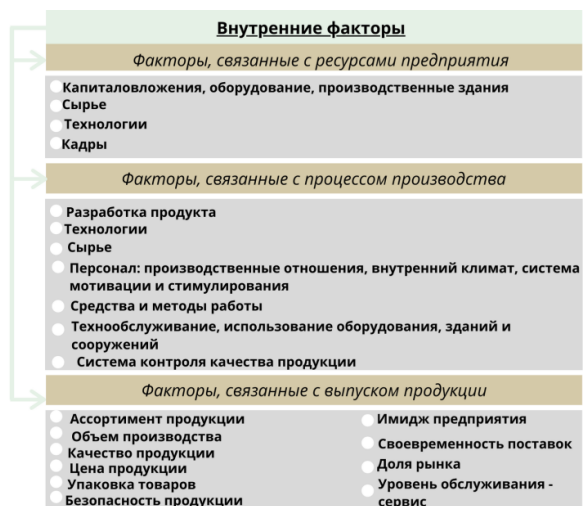 Внутренние факторы
Факторы, связанные с ресурсами предприятия
Капиталовложения, оборудование, производственные здания
Сырье
Технологии
Кадры
Факторы, связанные с процессом производства
Разработка продукта
Технологии
Сырье
Персонал: производственные отношения, внутренний климат, система
мотивации и стимулирования
Средства и методы работы
Технообслуживание, использование оборудования, зданий и
сооружений
Система контроля качества продукции
Факторы, связанные с выпуском продукции
Ассортимент продукции
Объем производства
Качество продукции
Цена продукции
Упаковка товаров
Безопасность продукции
Имидж предприятия
Своевременность поставок
Доля рынка
Уровень обслуживания -
сервис